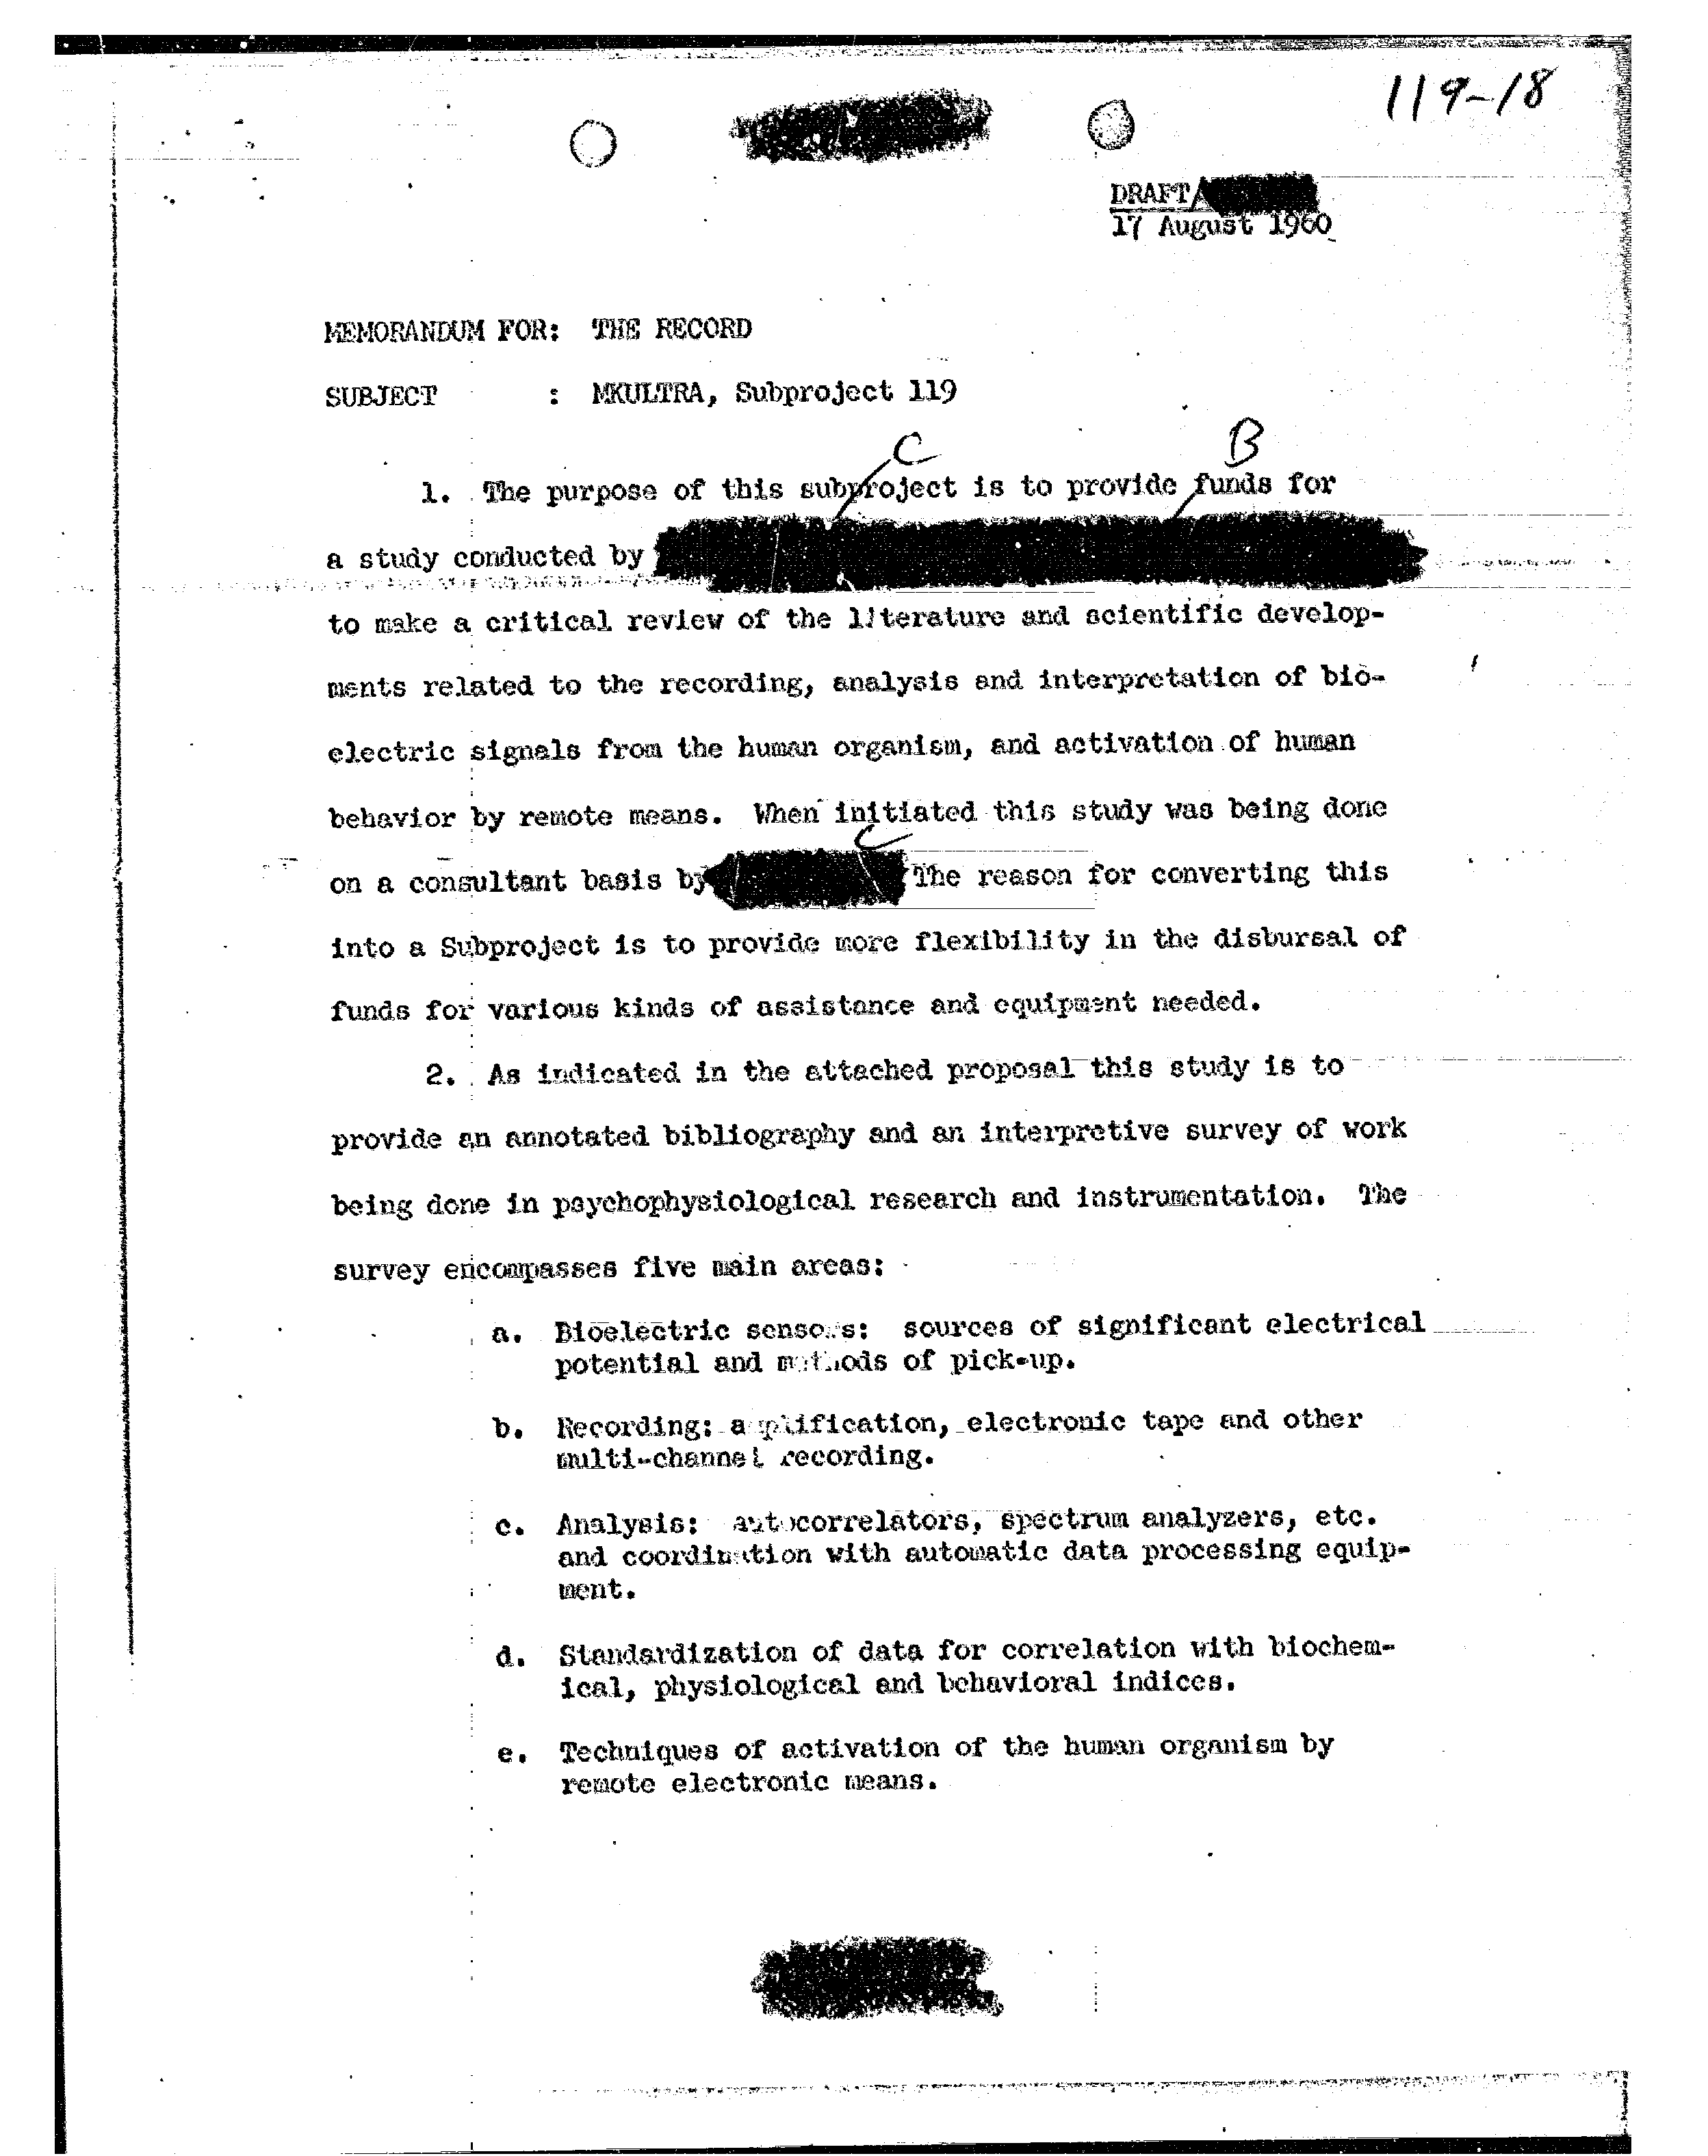 119-18
DRAFT
17 August 1960
MEMORANDUM FOR: THE RECORD
SUBJECT : MKULTRA, Subproject 119
C B
1. The purpose of this subproject is to provide funds for
a study conducted by
to make a critical review of the literature and scientific develop-
ments related to the recording, analysis and interpretation of bio-
electric signals from the human organism, and activation of human
behavior by remote means. When initiated this study was being done
C
on a consultant basis by The reason for converting this
into a Subproject is to provide more flexibility in the disbursal of
funds for various kinds of assistance and equipment needed.
2. As indicated in the attached proposal this study is to
provide an annotated bibliography and an interpretive survey of work
being done in psychophysiological research and instrumentation. The
survey encompasses five main areas:
a. Bioelectric sensors: sources of significant electrical
potential and methods of pick-up.
b. Recording: amplification, electronic tape and other
multi-channel recording.
c. Analysis: autocorrelators, spectrum analyzers, etc.
and coordination with automatic data processing equip-
ment.
d. Standardization of data for correlation with biochem-
ical, physiological and behavioral indices.
e. Techniques of activation of the human organism by
remote electronic means.